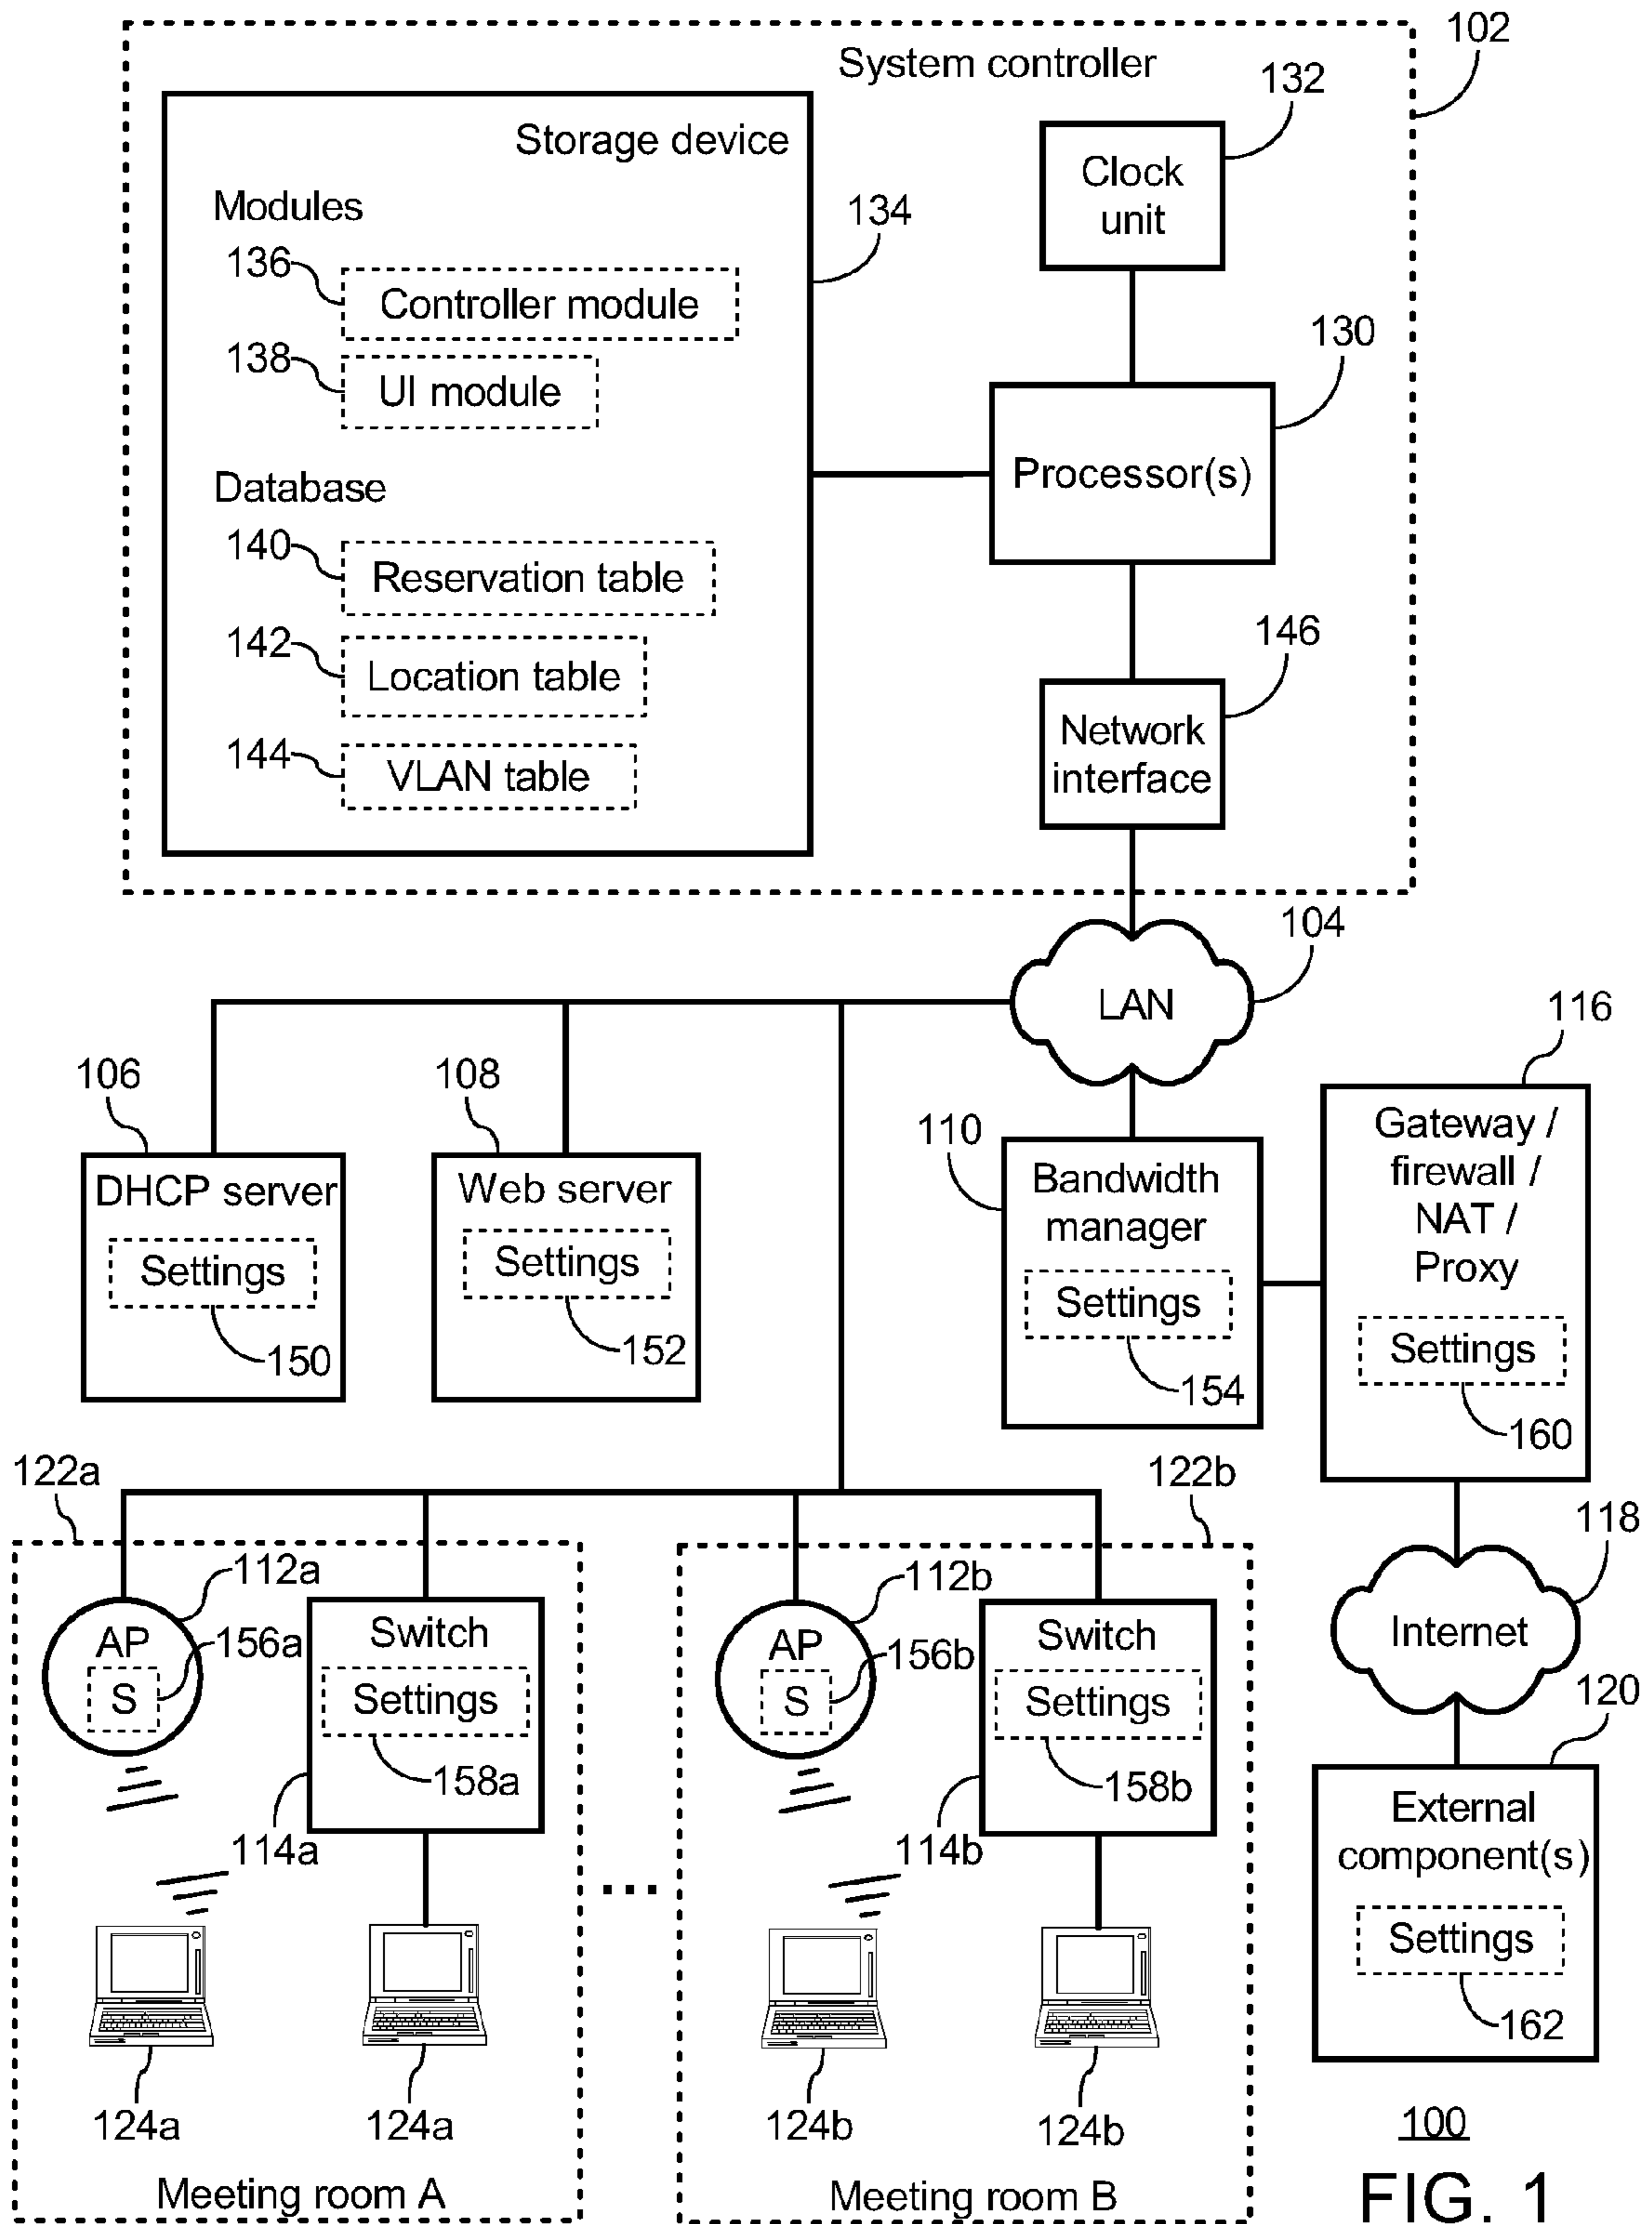 102
System controller
132
Storage device
Clock
unit
Modules
134
136
Controller module
138
UI module
130
Processor(s)
Database
140
Reservation table
142
Location table
146
144
VLAN table
Network
interface
104
LAN
116
106
108
110
Gateway /
firewall /
NAT /
Proxy
DHCP server
Settings
150
Web server
Settings
152
Bandwidth
manager
Settings
154
Settings
160
122a
122b
118
112a
AP
S
156a
Switch
Settings
158a
114a
112b
AP
S
156b
Switch
Settings
158b
114b
Internet
120
External
component(s)
Settings
162
...
124a
124a
124b
124b
Meeting room A
Meeting room B
100
FIG. 1